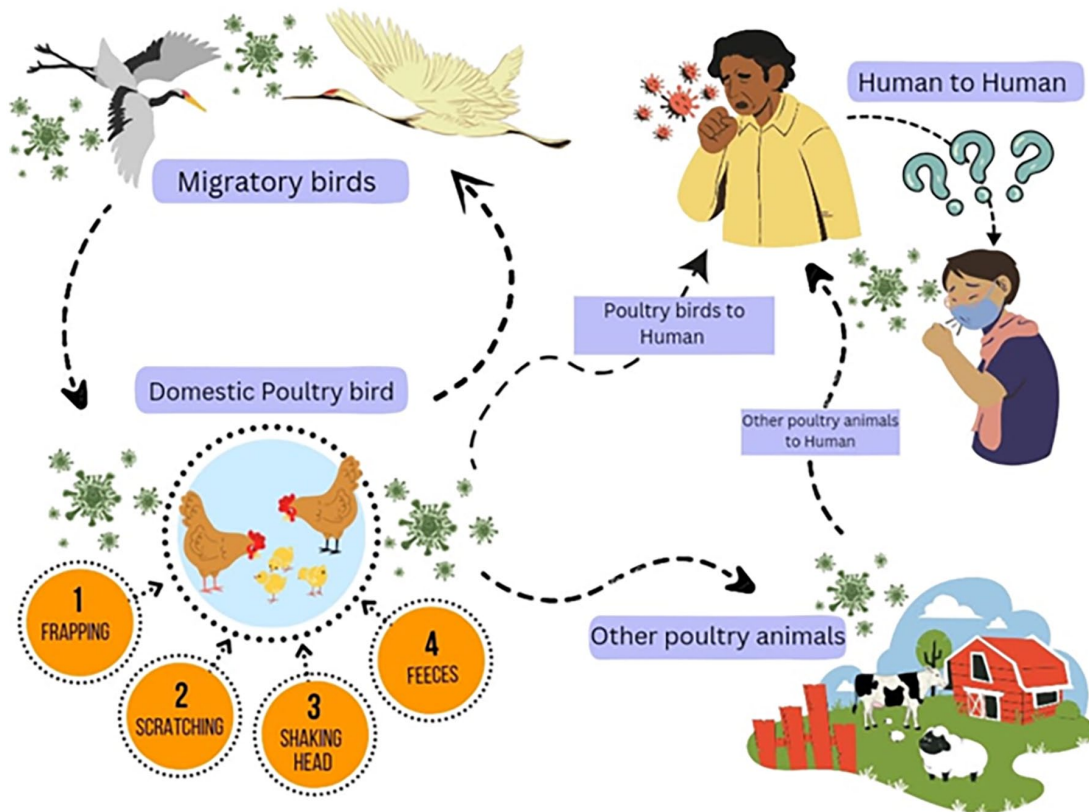 Human to Human
Migratory birds
???
Poultry birds to
Human
Domestic Poultry bird
Other poultry animals
to Human
1
FRAPPING
2
SCRATCHING
3
SHAKING
HEAD
4
FEECES
Other poultry animals